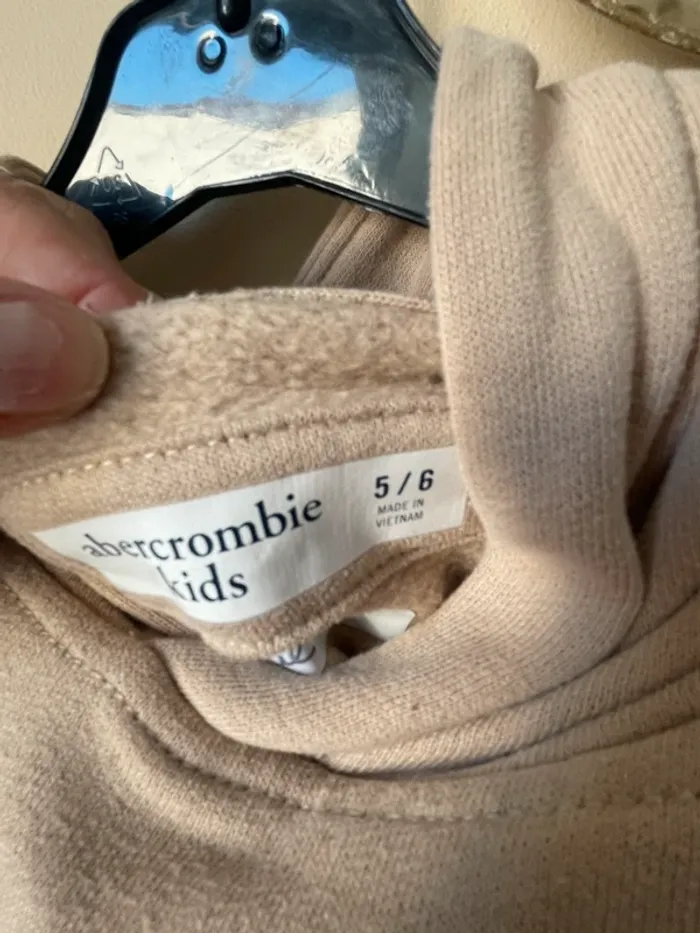 abercrombie
kids
5 / 6
MADE IN
VIETNAM